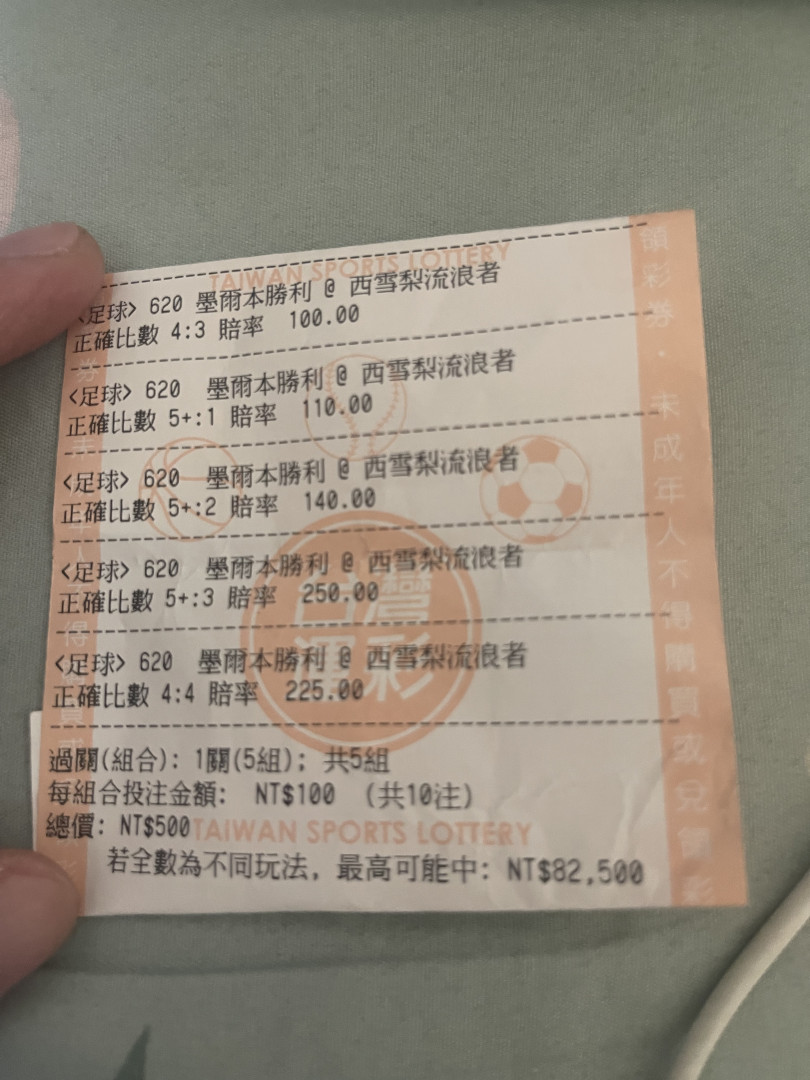 TAIWAN SPORTS LOTTERY
<足球> 620 墨爾本勝利 @ 西雪梨流浪者
正確比數 4:3 賠率 100.00
<足球> 620 墨爾本勝利 @ 西雪梨流浪者
正確比數 5+:1 賠率 110.00
<足球> 620 墨爾本勝利 @ 西雪梨流浪者
正確比數 5+:2 賠率 140.00
<足球> 620 墨爾本勝利 @ 西雪梨流浪者
正確比數 5+:3 賠率 250.00
<足球> 620 墨爾本勝利 @ 西雪梨流浪者
正確比數 4:4 賠率 225.00
台灣
運彩
過關(組合): 1關(5組); 共5組
每組合投注金額: NT$100 (共10注)
總價: NT$500
TAIWAN SPORTS LOTTERY
若全數為不同玩法, 最高可能中: NT$82,500
領彩券．未成年人不得購買或兌領彩